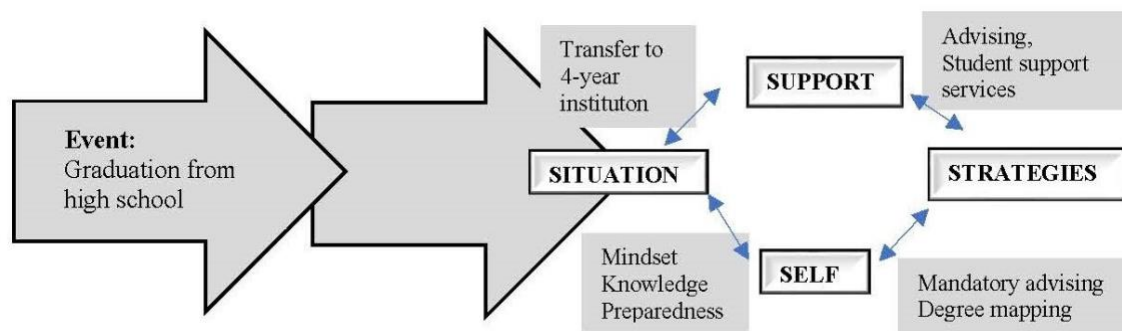 Event:
Graduation from
high school
Transfer to
4-year
instituton
SUPPORT
Advising,
Student support
services
SITUATION
STRATEGIES
Mindset
Knowledge
Preparedness
SELF
Mandatory advising
Degree mapping